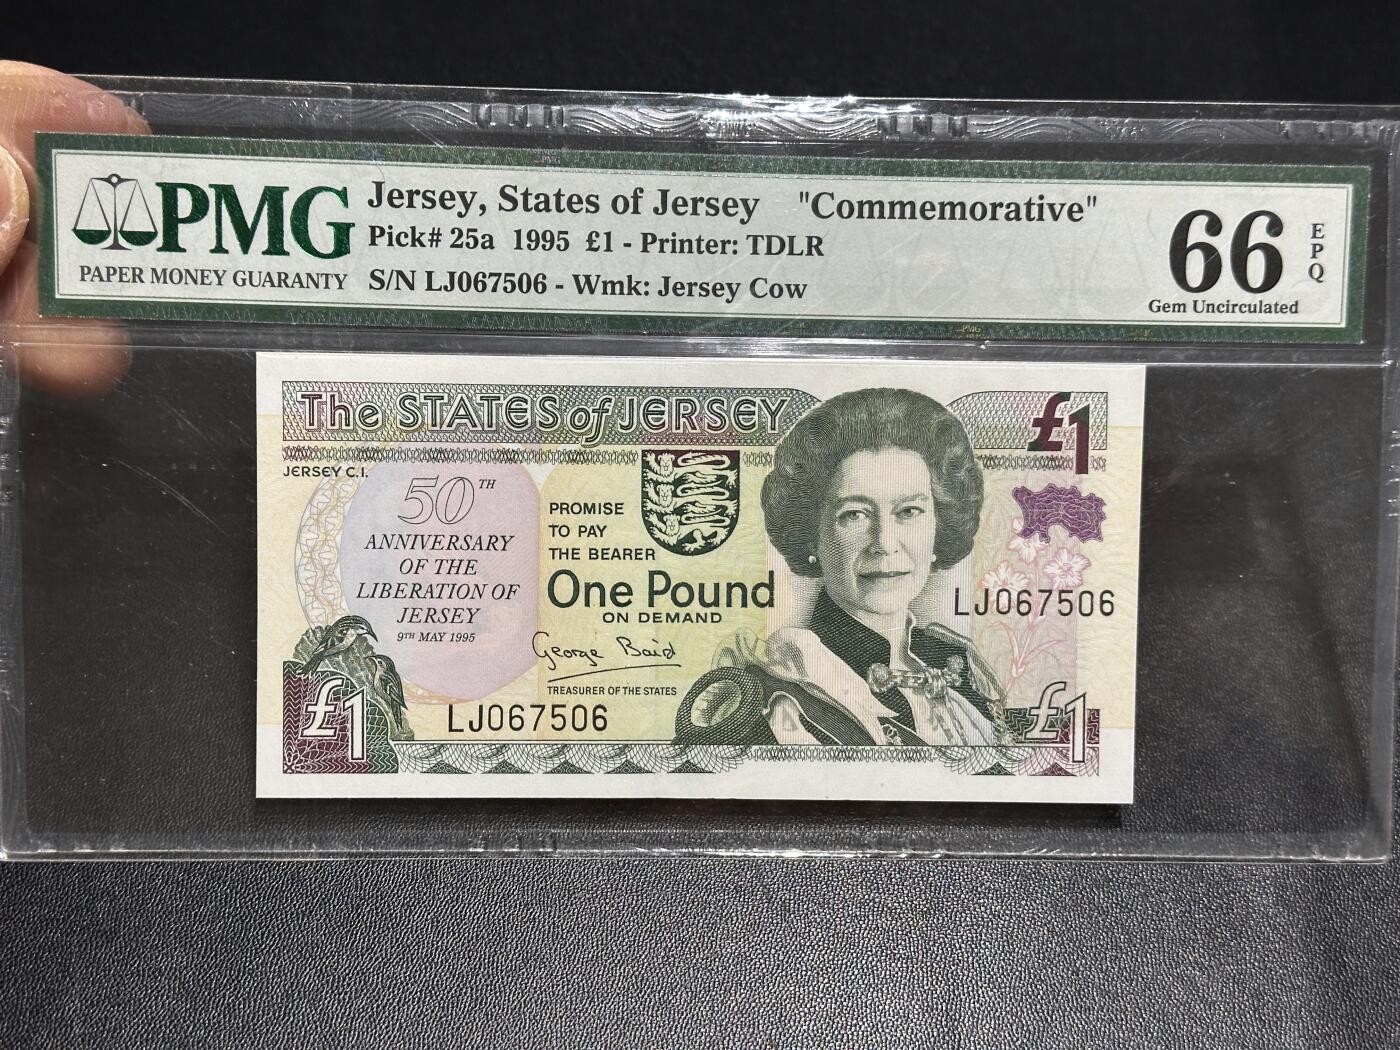 PMG
PAPER MONEY GUARANTY
Jersey, States of Jersey "Commemorative"
Pick# 25a 1995 £1 - Printer: TDLR
S/N LJ067506 - Wmk: Jersey Cow
66
EPQ
Gem Uncirculated
The STATES of JERSEY
£1
JERSEY C.I.
50TH
ANNIVERSARY
OF THE
LIBERATION OF
JERSEY
9TH MAY 1995
PROMISE
TO PAY
THE BEARER
One Pound
ON DEMAND
George Baird
TREASURER OF THE STATES
LJ067506
LJ067506
£1
£1